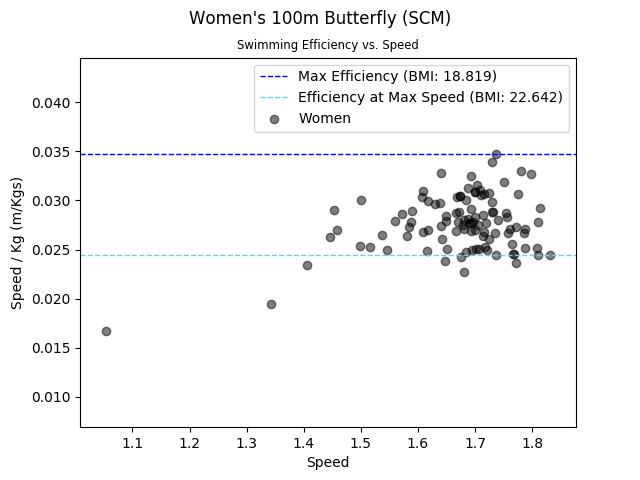 Women's 100m Butterfly (SCM)
Swimming Efficiency vs. Speed
Max Efficiency (BMI: 18.819)
Efficiency at Max Speed (BMI: 22.642)
Women
Speed / Kg (m/Kgs)
0.040
0.035
0.030
0.025
0.020
0.015
0.010
1.1 1.2 1.3 1.4 1.5 1.6 1.7 1.8
Speed